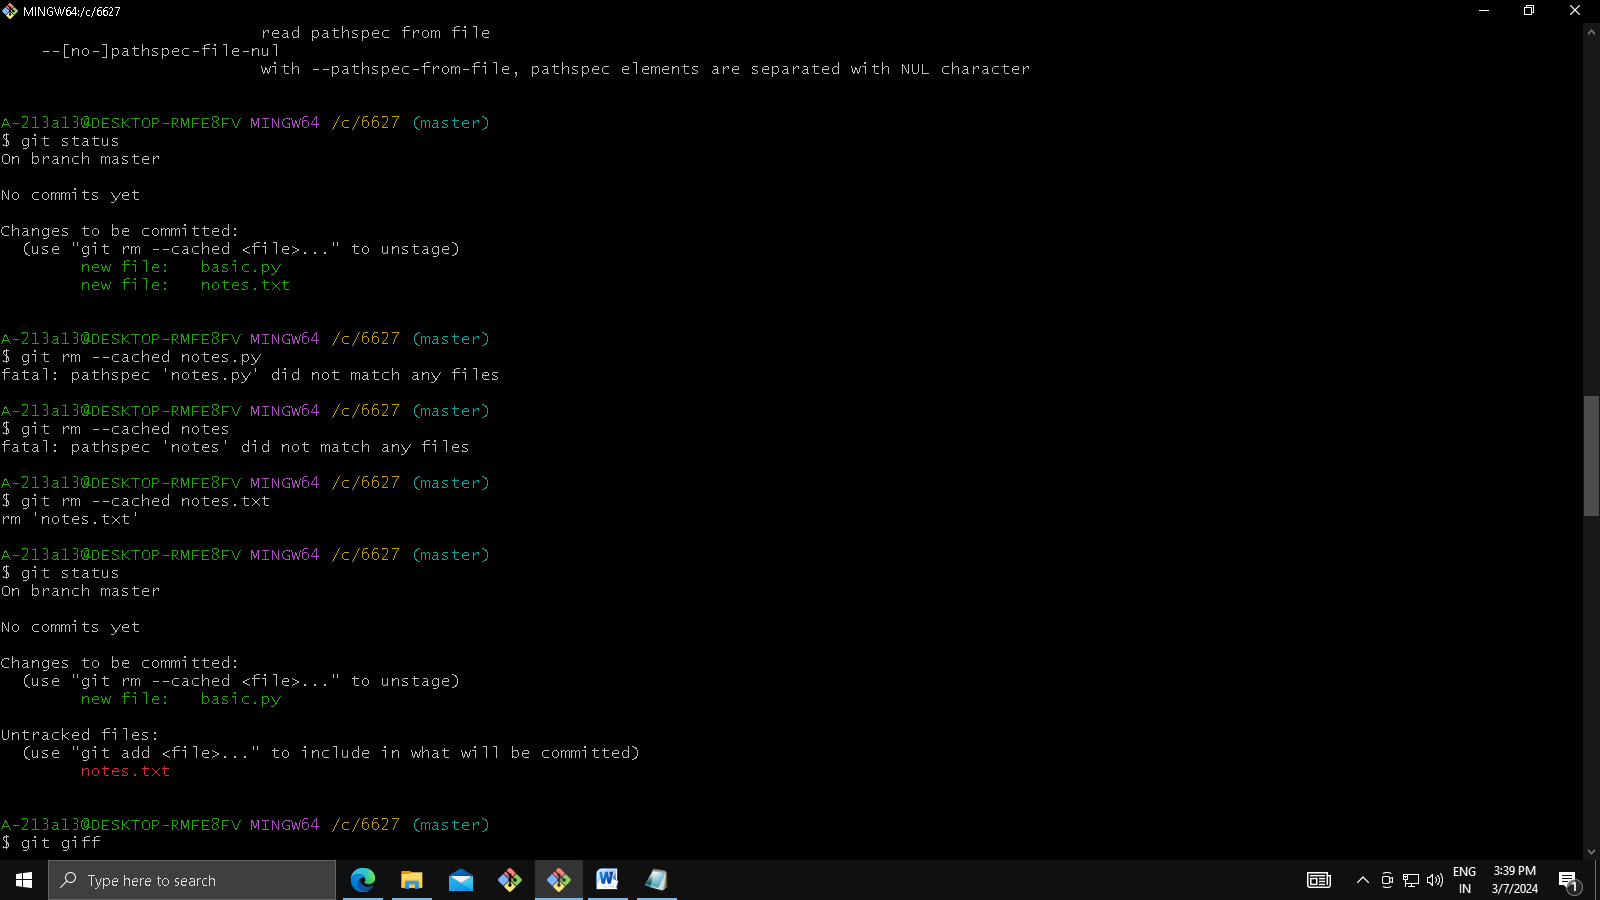 MINGW64:/c/6627
read pathspec from file
--[no-]pathspec-file-nul
with --pathspec-from-file, pathspec elements are separated with NUL character
A-213a13@DESKTOP-RMFE8FV MINGW64 /c/6627 (master)
$ git status
On branch master
No commits yet
Changes to be committed:
(use "git rm --cached <file>..." to unstage)
new file:   basic.py
new file:   notes.txt
A-213a13@DESKTOP-RMFE8FV MINGW64 /c/6627 (master)
$ git rm --cached notes.py
fatal: pathspec 'notes.py' did not match any files
A-213a13@DESKTOP-RMFE8FV MINGW64 /c/6627 (master)
$ git rm --cached notes
fatal: pathspec 'notes' did not match any files
A-213a13@DESKTOP-RMFE8FV MINGW64 /c/6627 (master)
$ git rm --cached notes.txt
rm 'notes.txt'
A-213a13@DESKTOP-RMFE8FV MINGW64 /c/6627 (master)
$ git status
On branch master
No commits yet
Changes to be committed:
(use "git rm --cached <file>..." to unstage)
new file:   basic.py
Untracked files:
(use "git add <file>..." to include in what will be committed)
notes.txt
A-213a13@DESKTOP-RMFE8FV MINGW64 /c/6627 (master)
$ git giff
Type here to search
W
ENG
IN
3:39 PM
3/7/2024
1